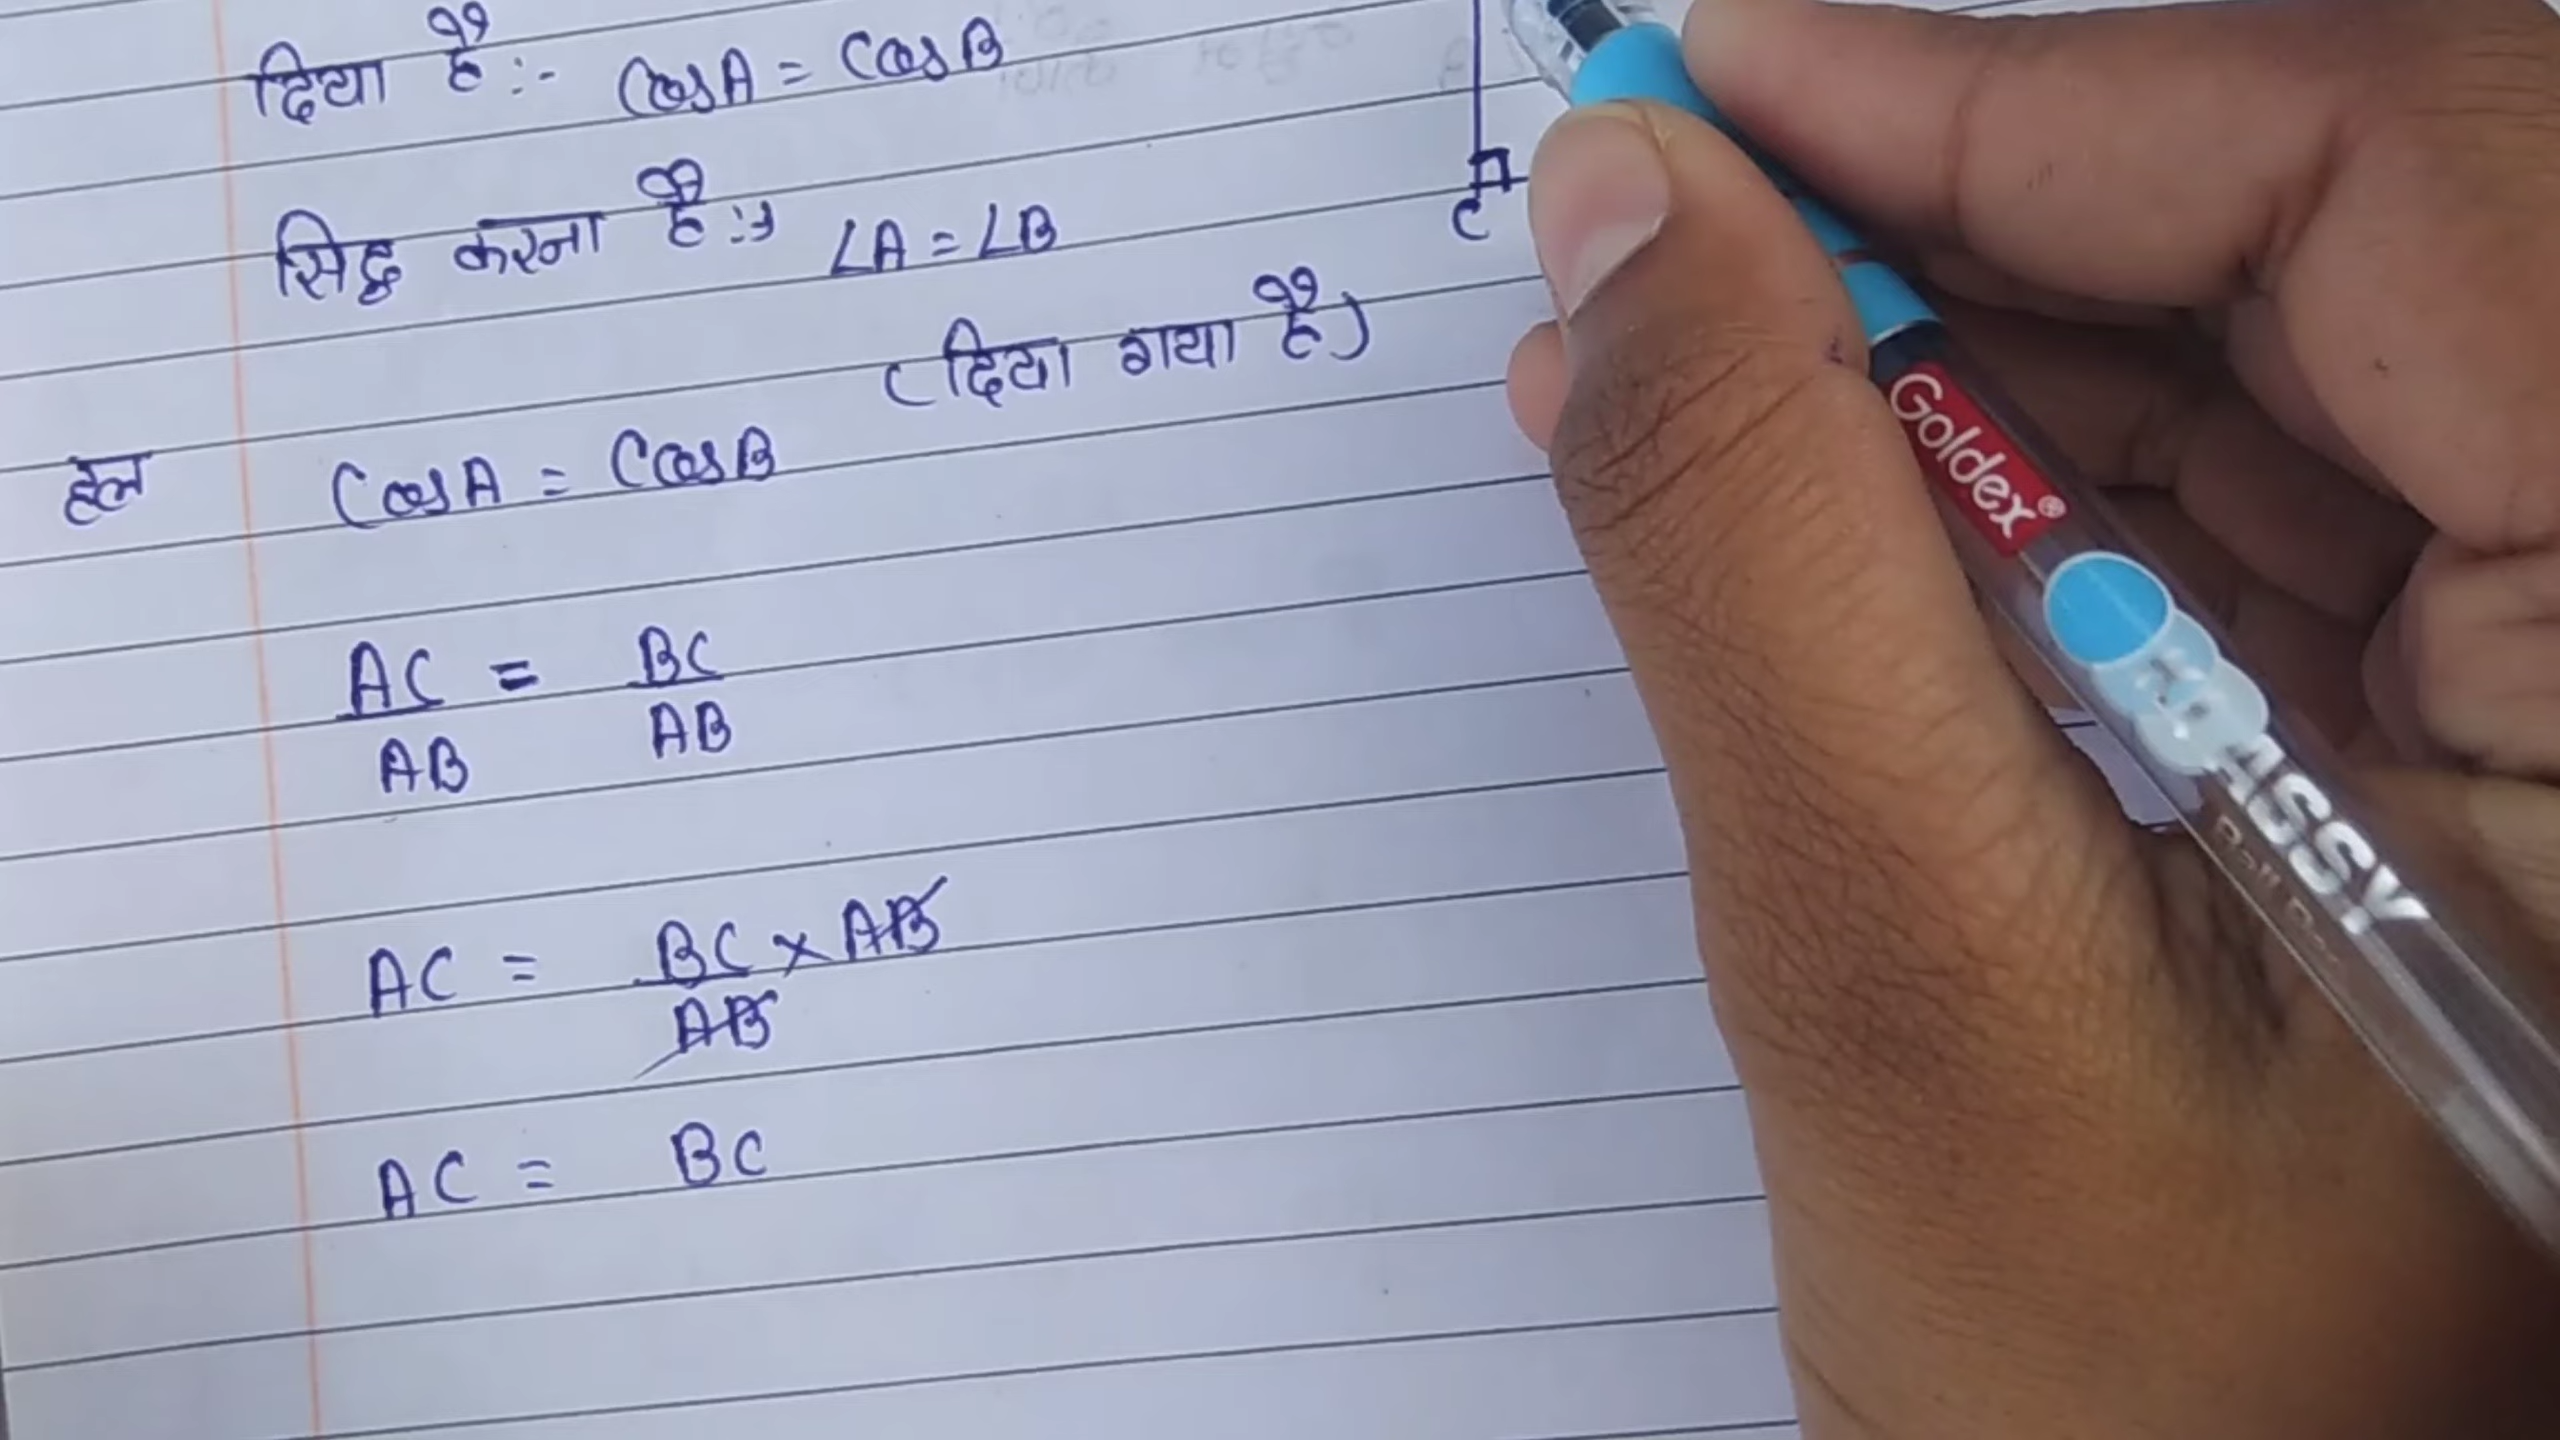 दिया है :- CosA = CosB
सिद्ध करना है :→ ∠A = ∠B
(दिया गया है)
हल CosA = CosB
AC = BC
AB AB
AC = BC × AB
AB
AC = BC
C
Goldex®